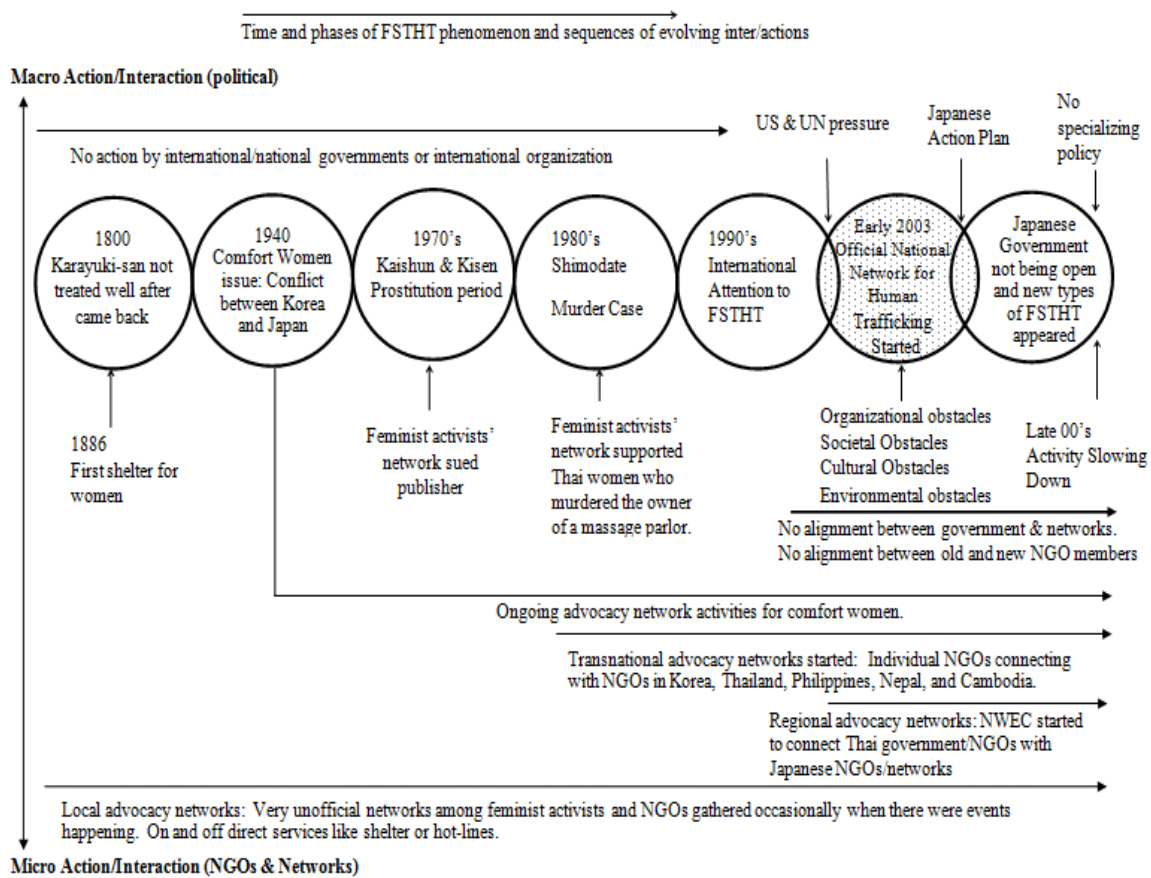 Time and phases of FSTHT phenomenon and sequences of evolving inter/actions
Macro Action/Interaction (political)
No action by international/national governments or international organization
US & UN pressure
Japanese
Action Plan
No
specializing
policy
1800
Karayuki-san not
treated well after
came back
1940
Comfort Women
issue: Conflict
between Korea
and Japan
1970's
Kaishun & Kisen
Prostitution period
1980's
Shimodate
Murder Case
1990's
International
Attention to
FSTHT
Early 2003
Official National
Network for
Human
Trafficking
Started
Japanese
Government
not being open
and new types
of FSTHT
appeared
1886
First shelter for
women
Feminist activists'
network sued
publisher
Feminist activists'
network supported
Thai women who
murdered the owner
of a massage parlor.
Organizational obstacles
Societal Obstacles
Cultural Obstacles
Environmental obstacles
Late 00's
Activity Slowing
Down
No alignment between government & networks.
No alignment between old and new NGO members
Ongoing advocacy network activities for comfort women.
Transnational advocacy networks started: Individual NGOs connecting
with NGOs in Korea, Thailand, Philippines, Nepal, and Cambodia.
Regional advocacy networks: NWEC started
to connect Thai government/NGOs with
Japanese NGOs/networks
Local advocacy networks: Very unofficial networks among feminist activists and NGOs gathered occasionally when there were events
happening. On and off direct services like shelter or hot-lines.
Micro Action/Interaction (NGOs & Networks)